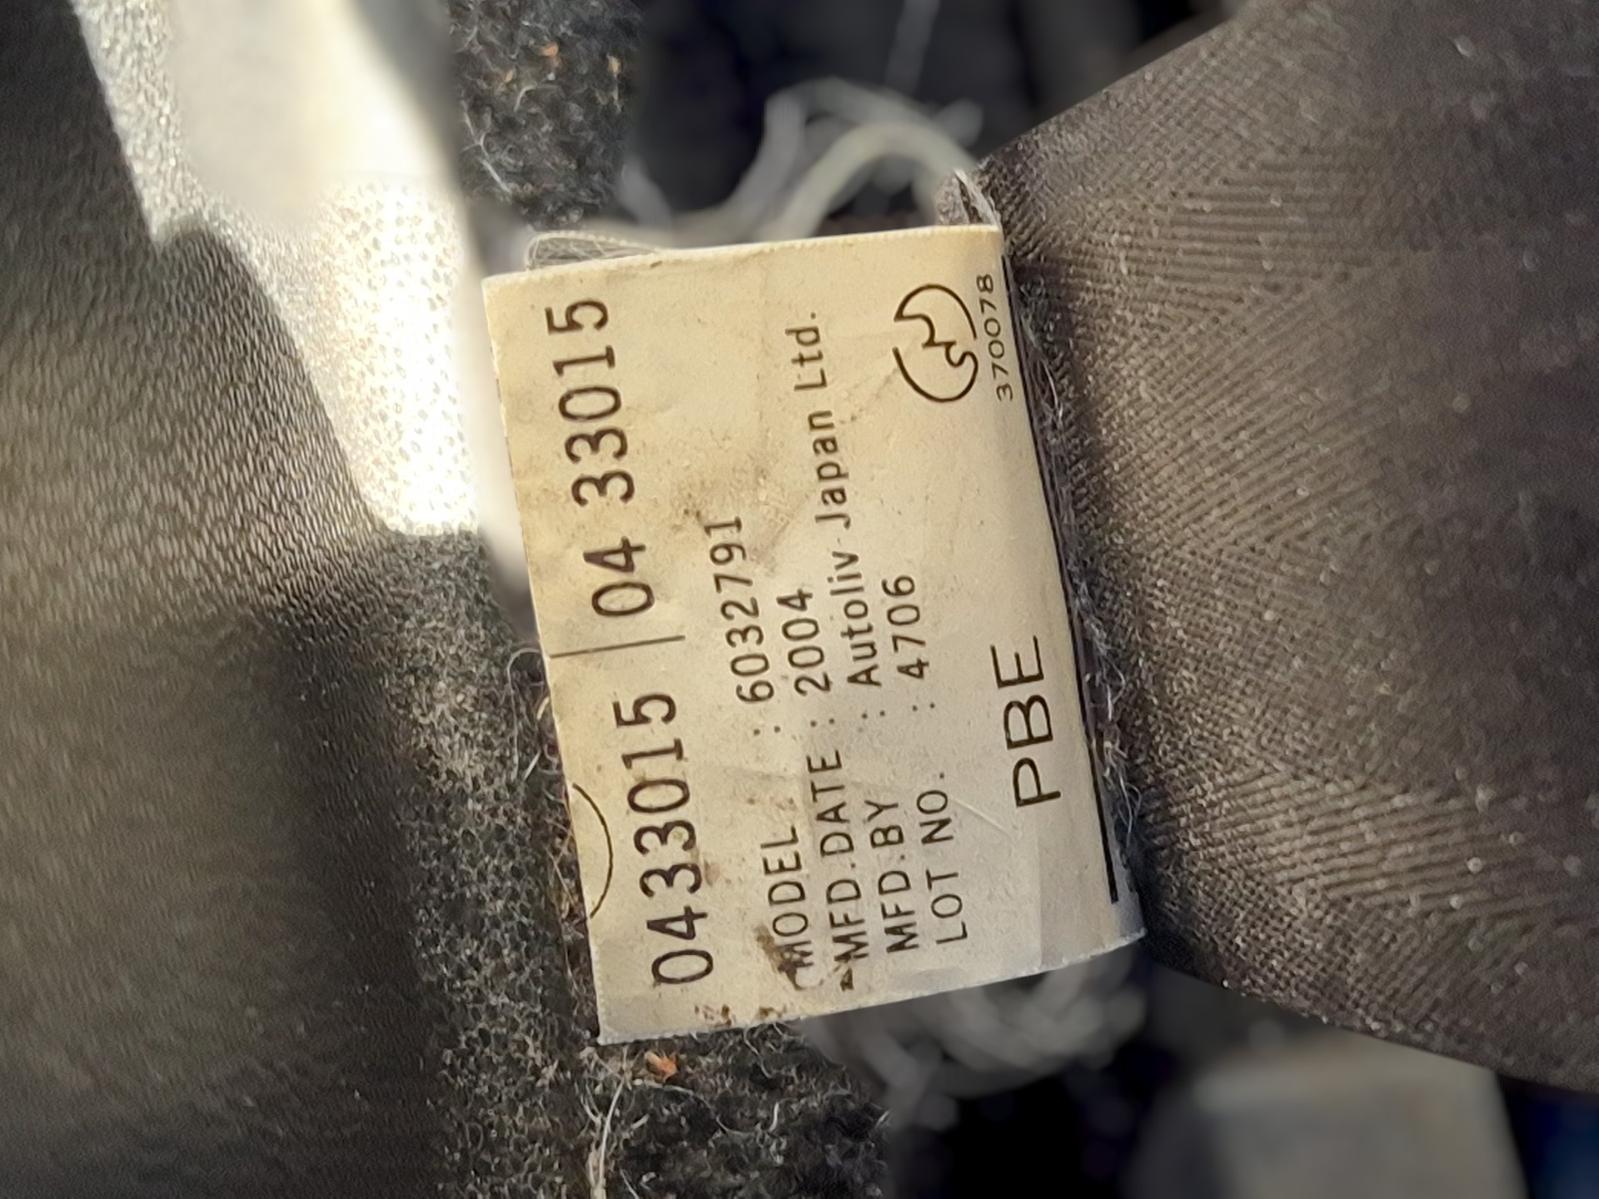 0433015 | 04 33015
MODEL : 6032791
MFD.DATE : 2004
MFD.BY : Autoliv Japan Ltd.
LOT NO. : 4706
PBE
370078